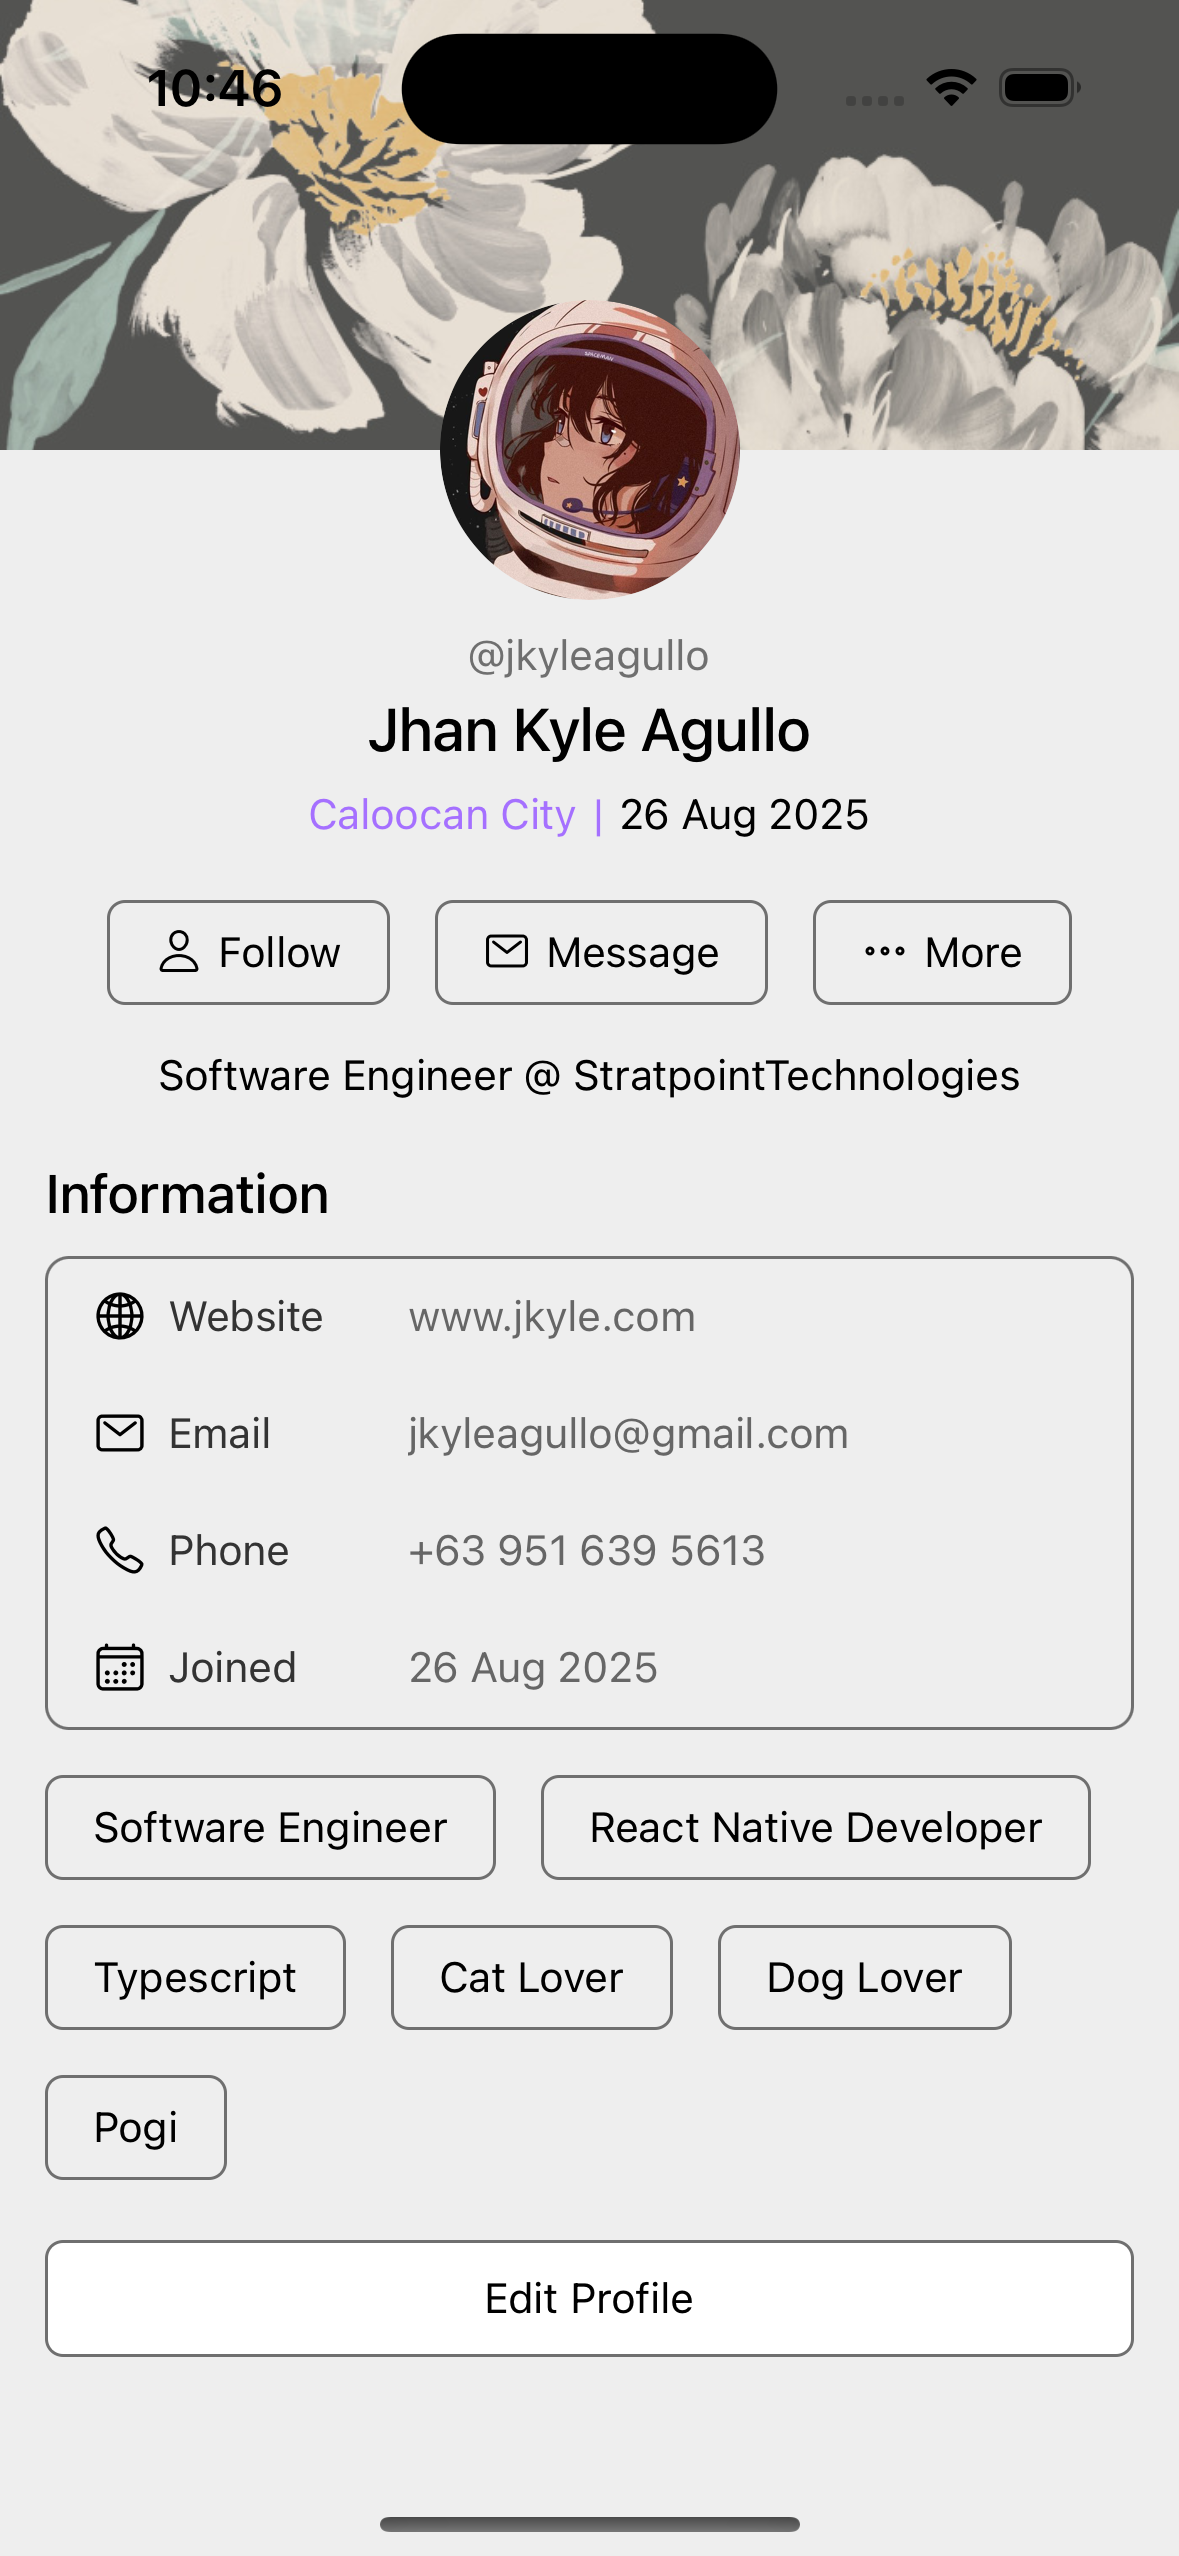 10:46
SPACEMAN
@jkyleagullo
Jhan Kyle Agullo
Caloocan City | 26 Aug 2025
Follow Message More
Software Engineer @ StratpointTechnologies
Information
Website www.jkyle.com
Email jkyleagullo@gmail.com
Phone +63 951 639 5613
Joined 26 Aug 2025
Software Engineer React Native Developer
Typescript Cat Lover Dog Lover
Pogi
Edit Profile